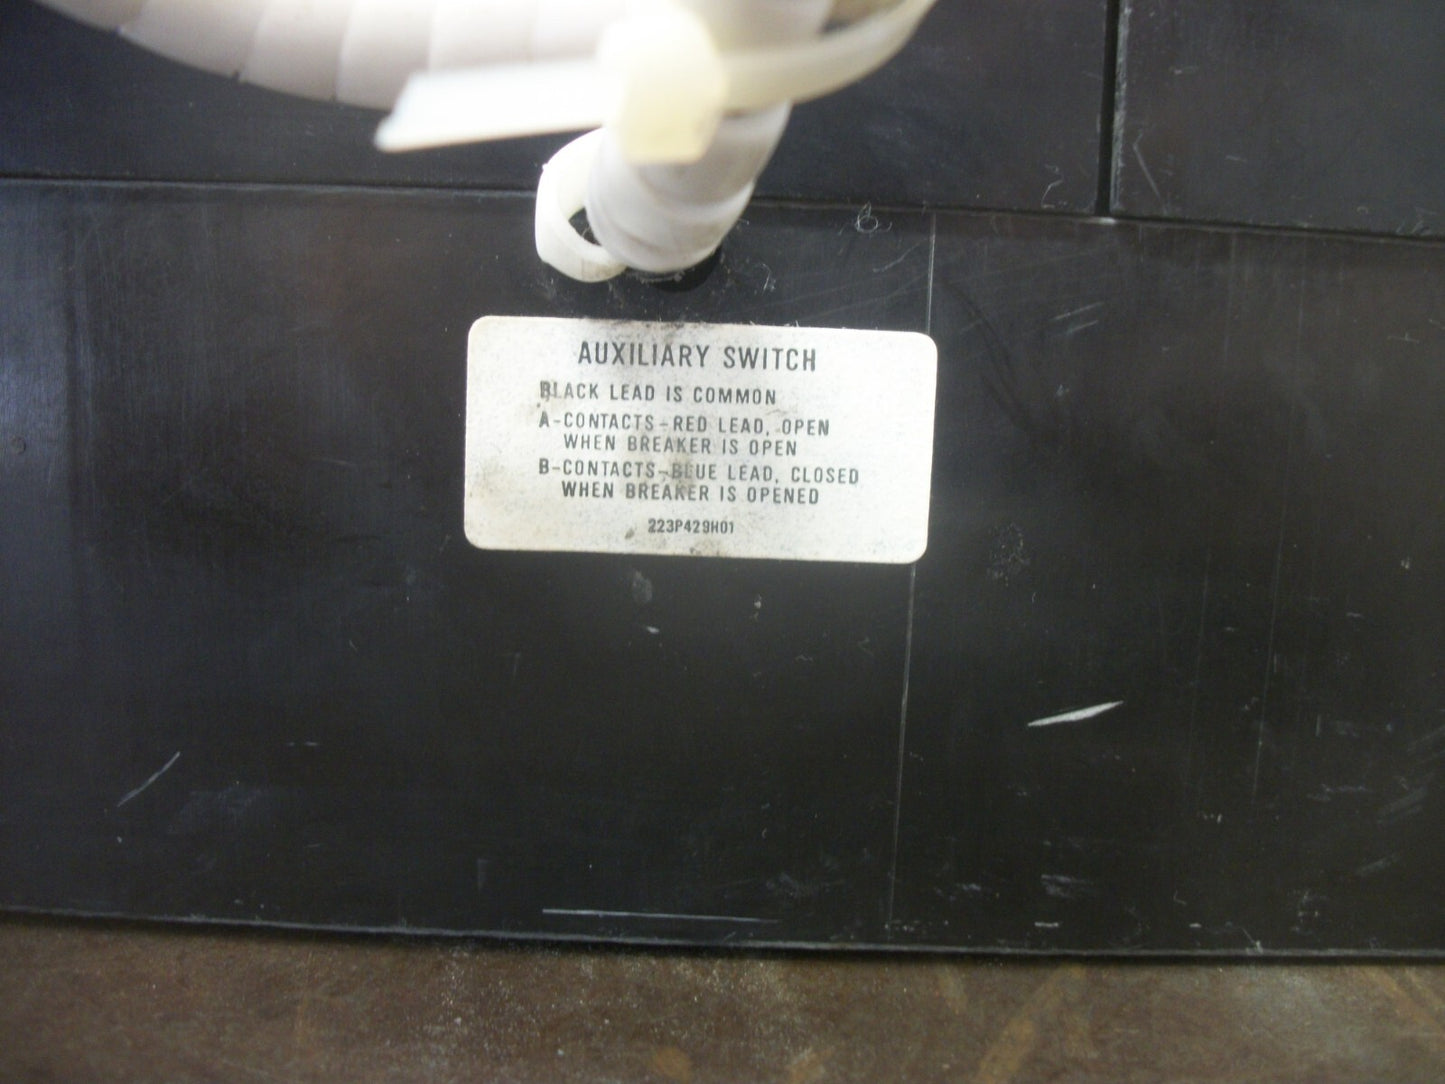 AUXILIARY SWITCH
BLACK LEAD IS COMMON
A-CONTACTS-RED LEAD, OPEN
WHEN BREAKER IS OPEN
B-CONTACTS-BLUE LEAD, CLOSED
WHEN BREAKER IS OPENED
223P429H01